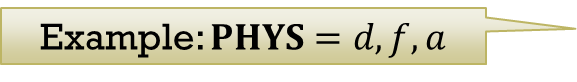 Example: PHYS = d, f, a